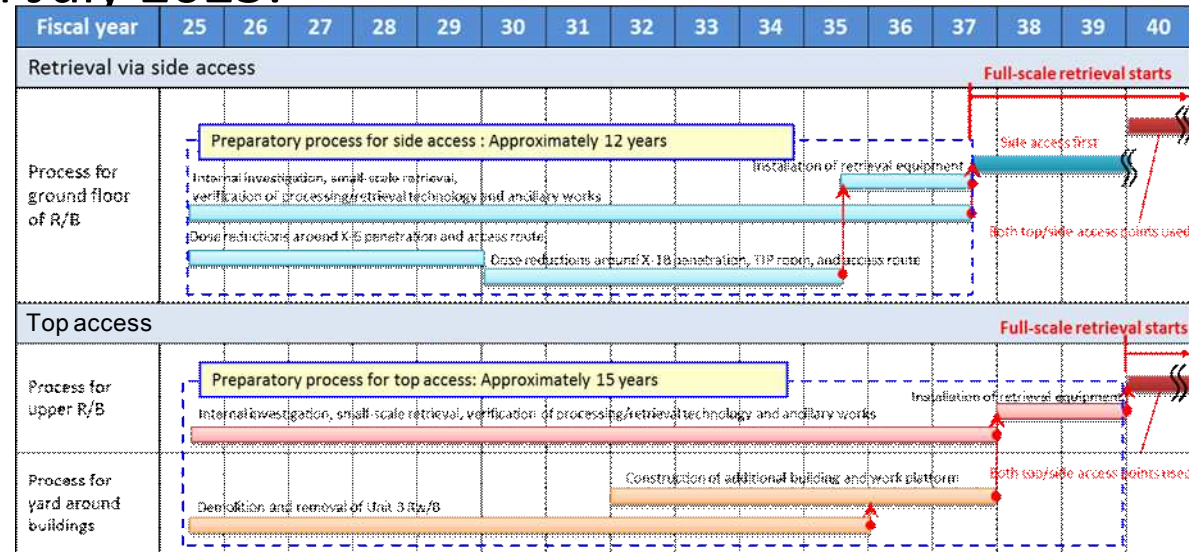 July 2025.
Fiscal year 25 26 27 28 29 30 31 32 33 34 35 36 37 38 39 40
Retrieval via side access
Full-scale retrieval starts
Preparatory process for side access : Approximately 12 years
Side access first
Process for
ground floor
of R/B
Installation of retrieval equipment
Internal investigation, small-scale retrieval,
verification of processing/retrieval technology and ancillary works
Both top/side access points used
Dose reductions around X-6 penetration and access route
Dose reductions around X-1B penetration, TIP room, and access route
Top access
Full-scale retrieval starts
Preparatory process for top access: Approximately 15 years
Process for
upper R/B
Installation of retrieval equipment
Internal investigation, small-scale retrieval, verification of processing/retrieval technology and ancillary works
Both top/side access points used
Process for
yard around
buildings
Construction of additional building and work platform
Demolition and removal of Unit 3 Rw/B